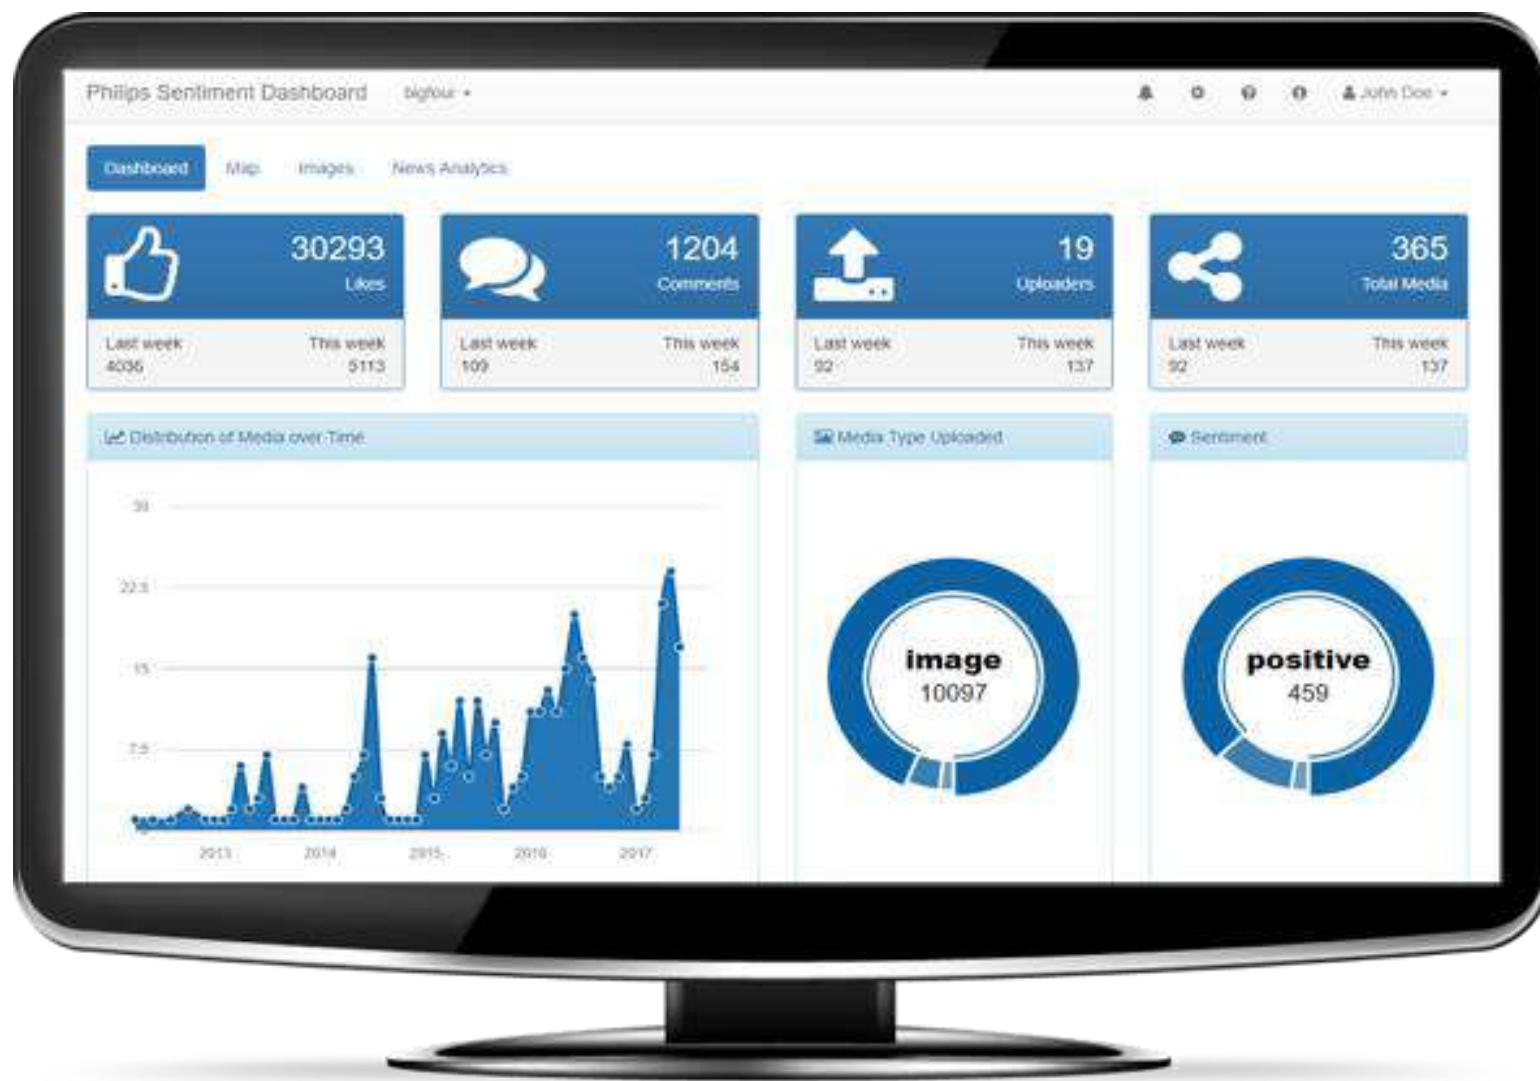 Philips Sentiment Dashboard bigfour
John Doe
Dashboard Map Images News Analytics
30293
Likes
Last week This week
4036 5113
1204
Comments
Last week This week
109 154
19
Uploaders
Last week This week
92 137
365
Total Media
Last week This week
92 137
Distribution of Media over Time
30
22.5
15
7.5
2013 2014 2015 2016 2017
Media Type Uploaded
image
10097
Sentiment
positive
459